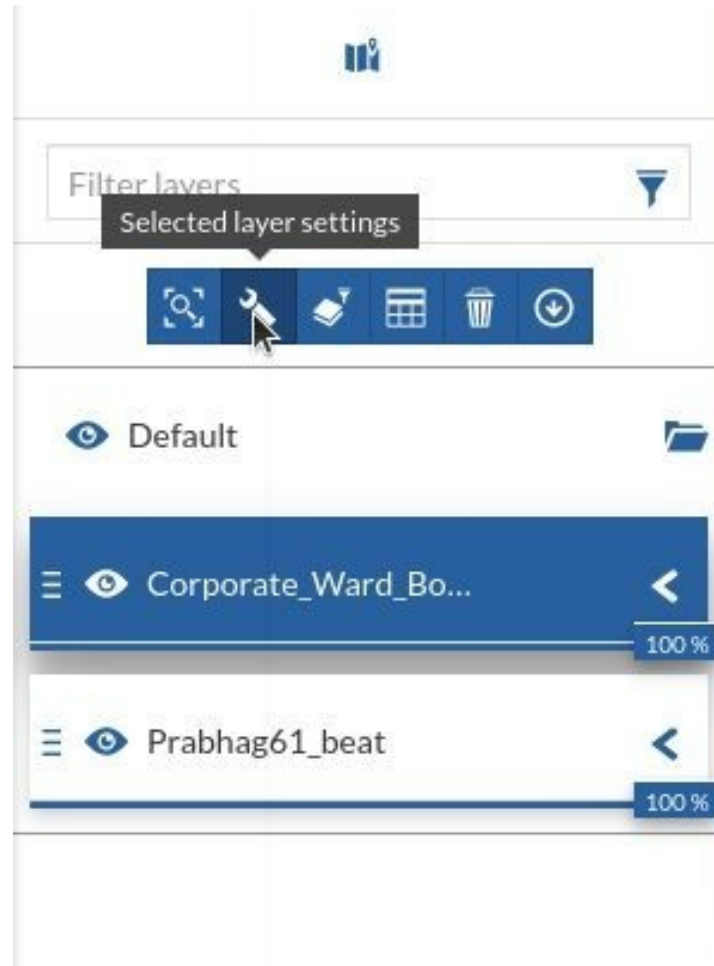 Filter layers
Selected layer settings
Default
Corporate_Ward_Bo...
100 %
Prabhag61_beat
100 %